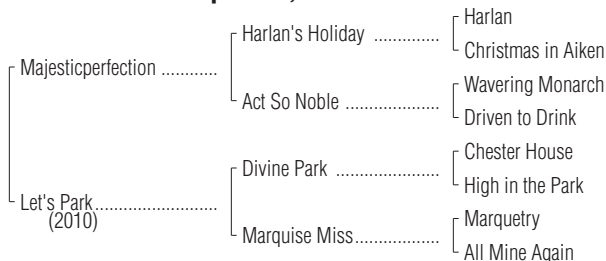 Harlan
Harlan's Holiday ..............
Christmas in Aiken
Majesticperfection ............
Wavering Monarch
Act So Noble .....................
Driven to Drink
Chester House
Divine Park .......................
High in the Park
Let's Park..........................
(2010)
Marquetry
Marquise Miss...................
All Mine Again